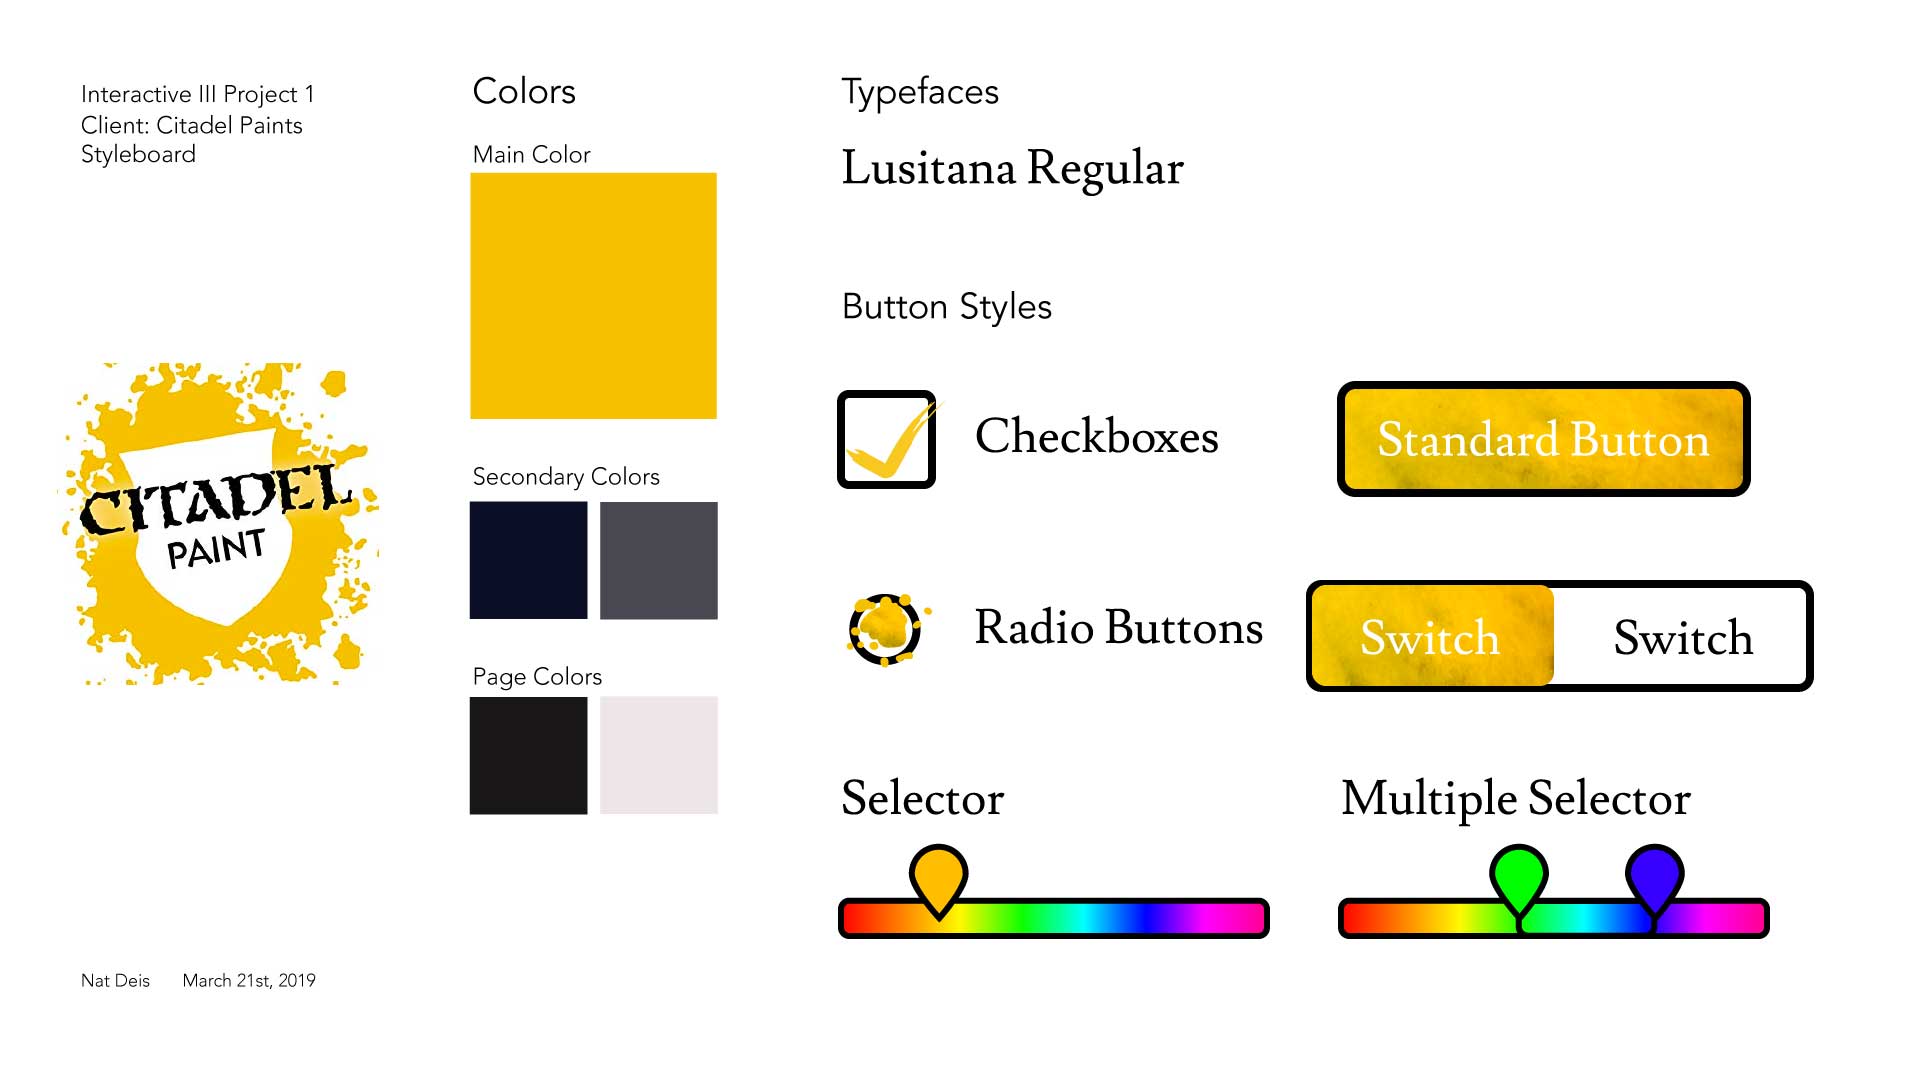 Interactive III Project 1
Client: Citadel Paints
Styleboard
CITADEL
PAINT
Nat Deis March 21st, 2019
Colors
Main Color
Secondary Colors
Page Colors
Typefaces
Lusitana Regular
Button Styles
Checkboxes
Standard Button
Radio Buttons
Switch Switch
Selector
Multiple Selector